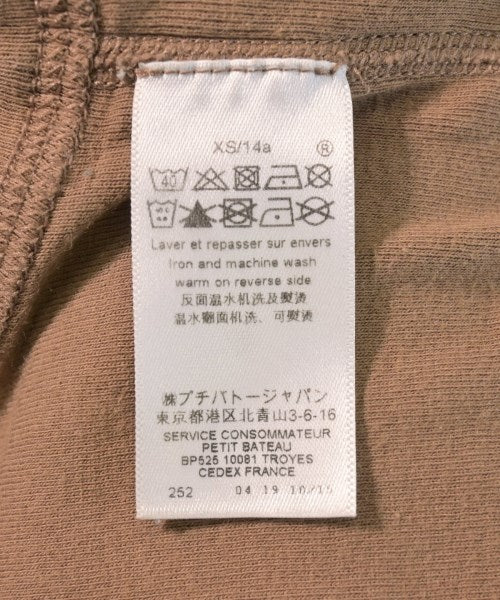 XS/14a ®
40
Laver et repasser sur envers
Iron and machine wash
warm on reverse side
反面温水机洗及熨燙
温水翻面机洗、可熨烫
㈱プチバトージャパン
東京都港区北青山3-6-16
SERVICE CONSOMMATEUR
PETIT BATEAU
BP525 10081 TROYES
CEDEX FRANCE
252 04 19 10/15